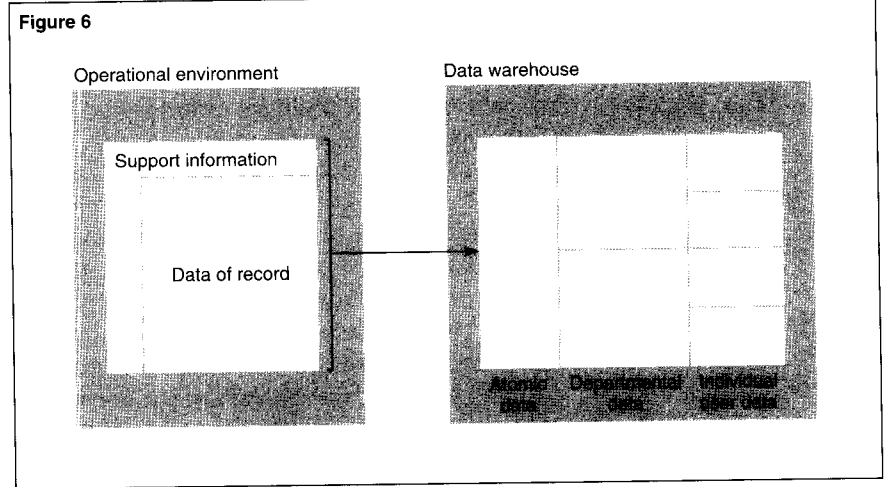 Figure 6
Operational environment
Data warehouse
Support information
Data of record
Atomic Departmental Individual
data data user data